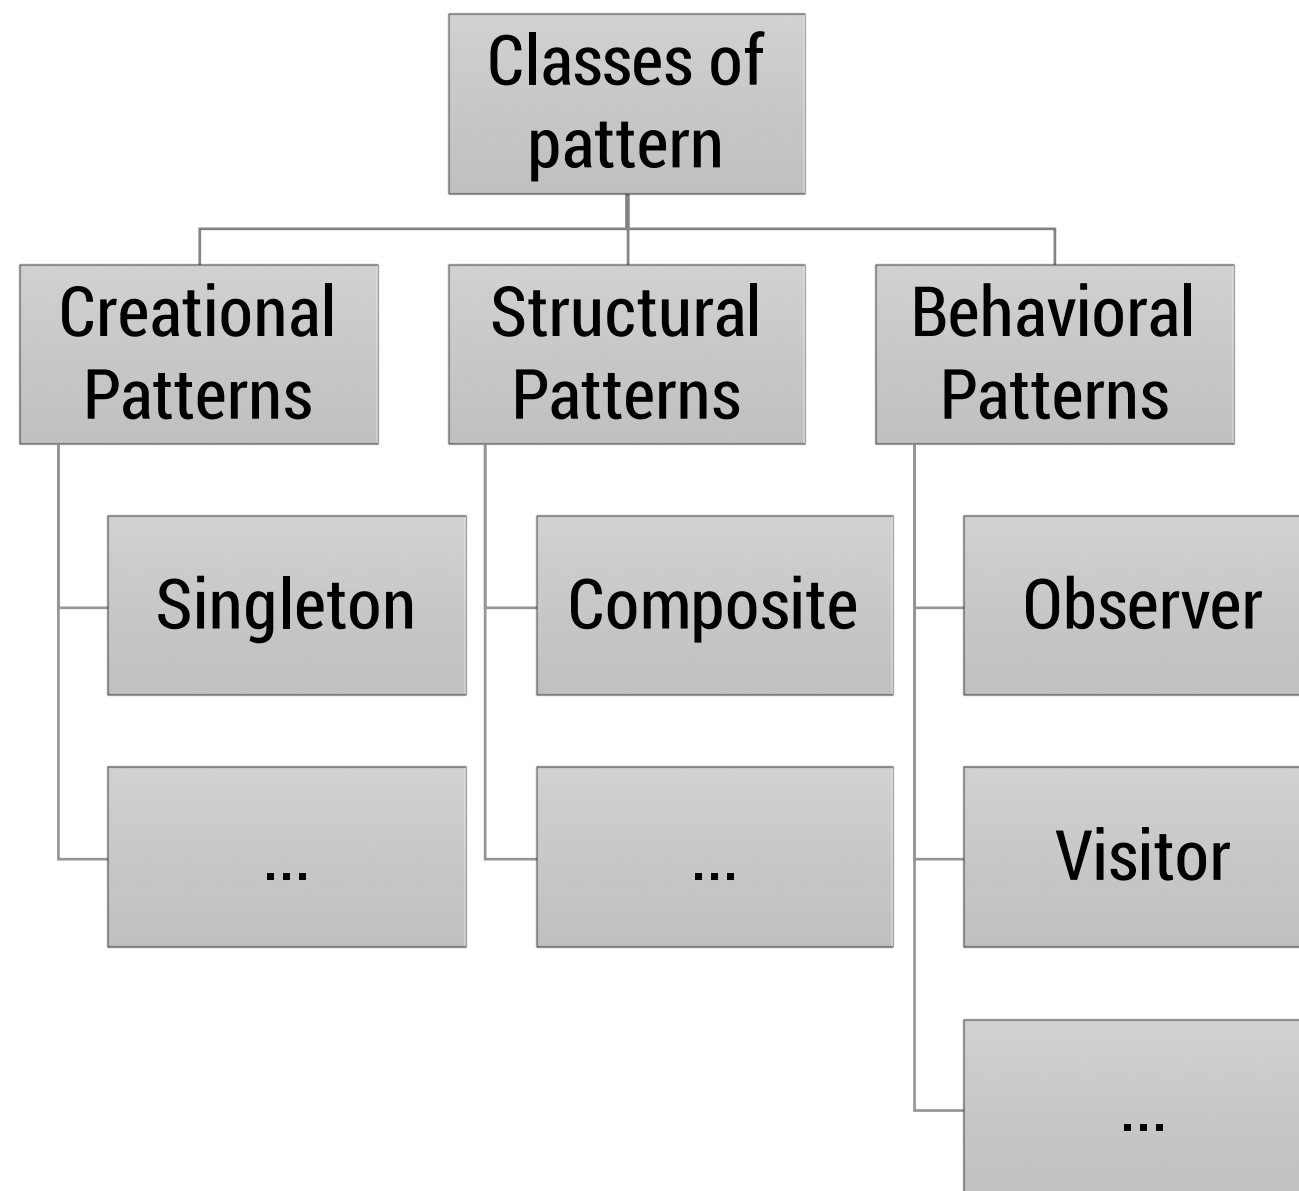 Classes of
pattern
Creational
Patterns
Structural
Patterns
Behavioral
Patterns
Singleton
Composite
Observer
...
...
Visitor
...